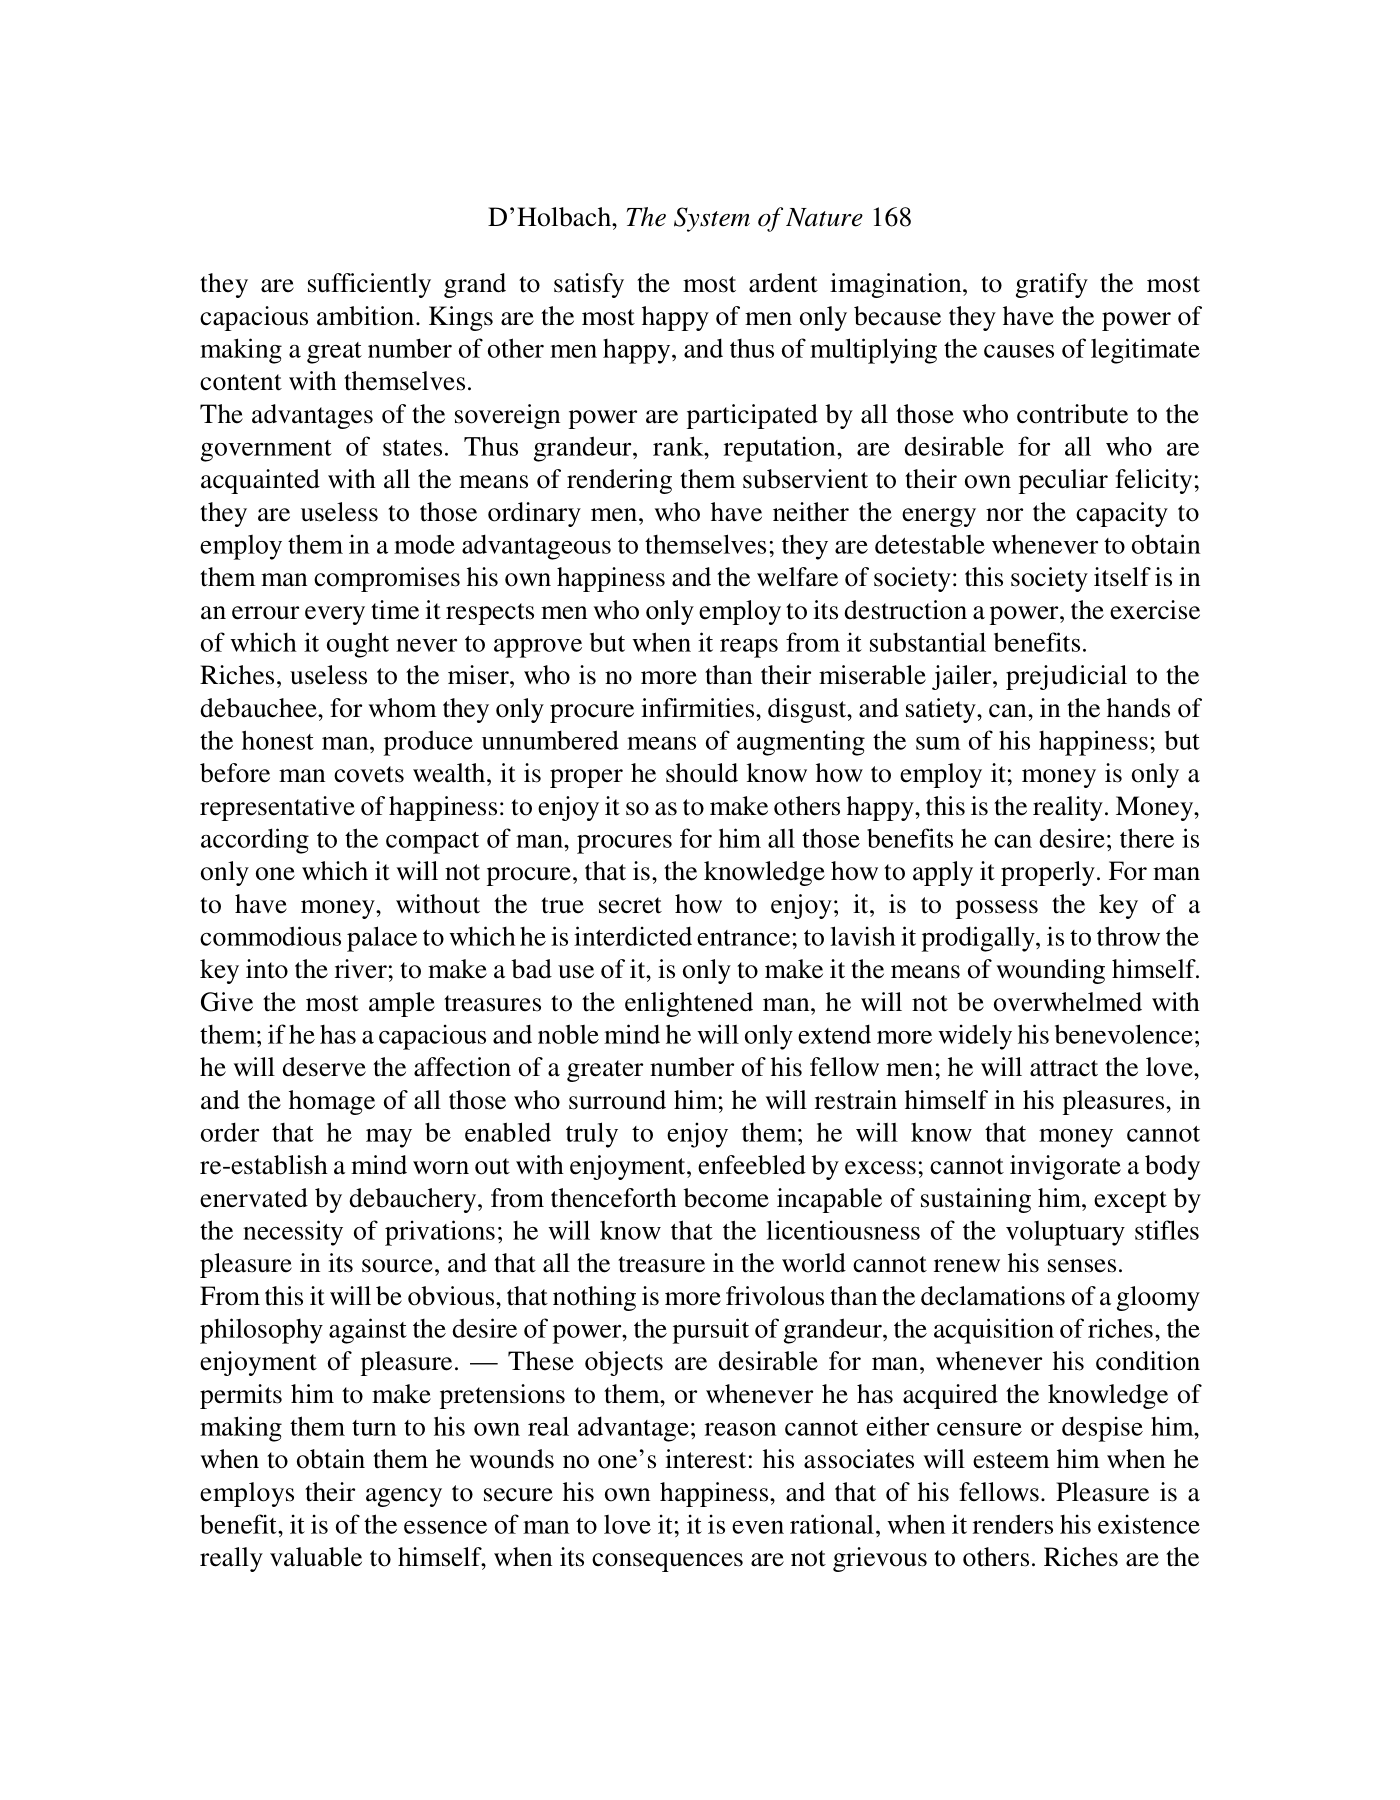 D’Holbach, The System of Nature 168
they are sufficiently grand to satisfy the most ardent imagination, to gratify the most
capacious ambition. Kings are the most happy of men only because they have the power of
making a great number of other men happy, and thus of multiplying the causes of legitimate
content with themselves.
The advantages of the sovereign power are participated by all those who contribute to the
government of states. Thus grandeur, rank, reputation, are desirable for all who are
acquainted with all the means of rendering them subservient to their own peculiar felicity;
they are useless to those ordinary men, who have neither the energy nor the capacity to
employ them in a mode advantageous to themselves; they are detestable whenever to obtain
them man compromises his own happiness and the welfare of society: this society itself is in
an errour every time it respects men who only employ to its destruction a power, the exercise
of which it ought never to approve but when it reaps from it substantial benefits.
Riches, useless to the miser, who is no more than their miserable jailer, prejudicial to the
debauchee, for whom they only procure infirmities, disgust, and satiety, can, in the hands of
the honest man, produce unnumbered means of augmenting the sum of his happiness; but
before man covets wealth, it is proper he should know how to employ it; money is only a
representative of happiness: to enjoy it so as to make others happy, this is the reality. Money,
according to the compact of man, procures for him all those benefits he can desire; there is
only one which it will not procure, that is, the knowledge how to apply it properly. For man
to have money, without the true secret how to enjoy; it, is to possess the key of a
commodious palace to which he is interdicted entrance; to lavish it prodigally, is to throw the
key into the river; to make a bad use of it, is only to make it the means of wounding himself.
Give the most ample treasures to the enlightened man, he will not be overwhelmed with
them; if he has a capacious and noble mind he will only extend more widely his benevolence;
he will deserve the affection of a greater number of his fellow men; he will attract the love,
and the homage of all those who surround him; he will restrain himself in his pleasures, in
order that he may be enabled truly to enjoy them; he will know that money cannot
re-establish a mind worn out with enjoyment, enfeebled by excess; cannot invigorate a body
enervated by debauchery, from thenceforth become incapable of sustaining him, except by
the necessity of privations; he will know that the licentiousness of the voluptuary stifles
pleasure in its source, and that all the treasure in the world cannot renew his senses.
From this it will be obvious, that nothing is more frivolous than the declamations of a gloomy
philosophy against the desire of power, the pursuit of grandeur, the acquisition of riches, the
enjoyment of pleasure. — These objects are desirable for man, whenever his condition
permits him to make pretensions to them, or whenever he has acquired the knowledge of
making them turn to his own real advantage; reason cannot either censure or despise him,
when to obtain them he wounds no one’s interest: his associates will esteem him when he
employs their agency to secure his own happiness, and that of his fellows. Pleasure is a
benefit, it is of the essence of man to love it; it is even rational, when it renders his existence
really valuable to himself, when its consequences are not grievous to others. Riches are the